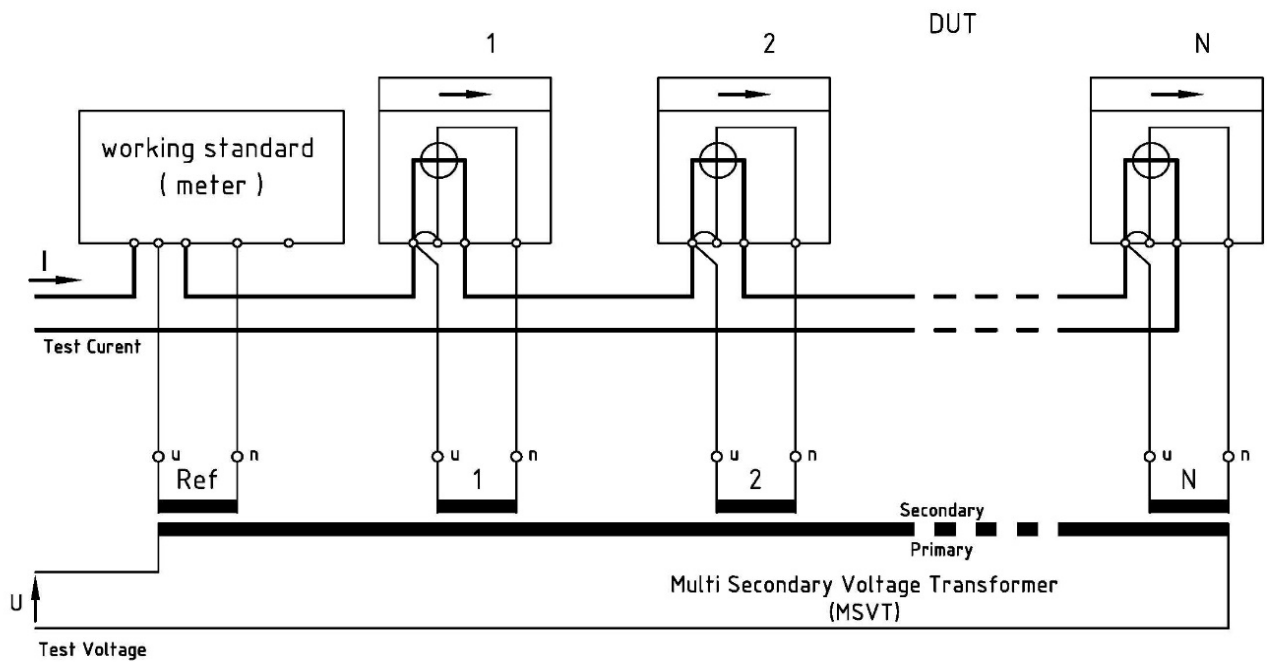 DUT
1
2
N
working standard
( meter )
I
Test Curent
u
n
u
n
u
n
u
n
Ref
1
2
N
Secondary
Primary
Multi Secondary Voltage Transformer
(MSVT)
U
Test Voltage